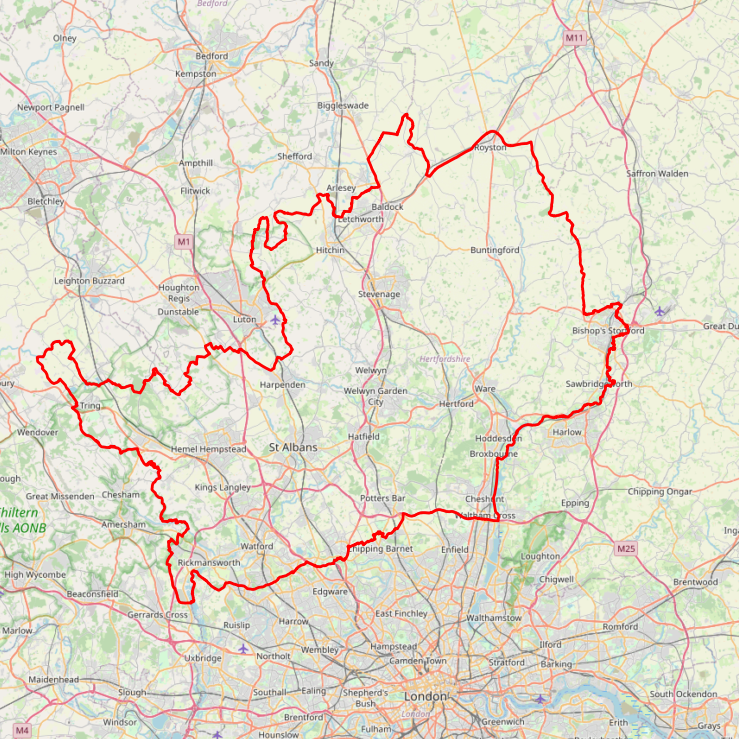 Bedford
Olney
M11
Bedford
Kempston
Sandy
Newport Pagnell
Biggleswade
Milton Keynes
Royston
Ampthill
Shefford
Saffron Walden
Flitwick
Arlesey
Bletchley
Baldock
Letchworth
M1
Hitchin
Buntingford
Leighton Buzzard
Houghton
Regis
Stevenage
Dunstable
Luton
Bishop's Stortford
Great Du
Hertfordshire
Welwyn
Harpenden
Sawbridgeworth
bury
Welwyn Garden
City
Ware
Tring
Hertford
Wendover
Hatfield
Hoddesdon
Harlow
Hemel Hempstead
St Albans
Broxbourne
ough
Kings Langley
Chesham
Great Missenden
Potters Bar
Cheshunt
Chipping Ongar
Epping
Chiltern
lls AONB
Amersham
Waltham Cross
Inga
Watford
Chipping Barnet
Enfield
M25
Loughton
Rickmansworth
High Wycombe
Chigwell
Brentwood
Beaconsfield
Edgware
Gerrards Cross
East Finchley
Walthamstow
Marlow
Ruislip
Harrow
Romford
Wembley
Hampstead
Ilford
Uxbridge
Northolt
Camden Town
Stratford
Barking
Maidenhead
Slough
Southall
Ealing
Shepherd's
Bush
London
South Ockendon
London
Brentford
Greenwich
Erith
Windsor
Fulham
Grays
M4
Hounslow